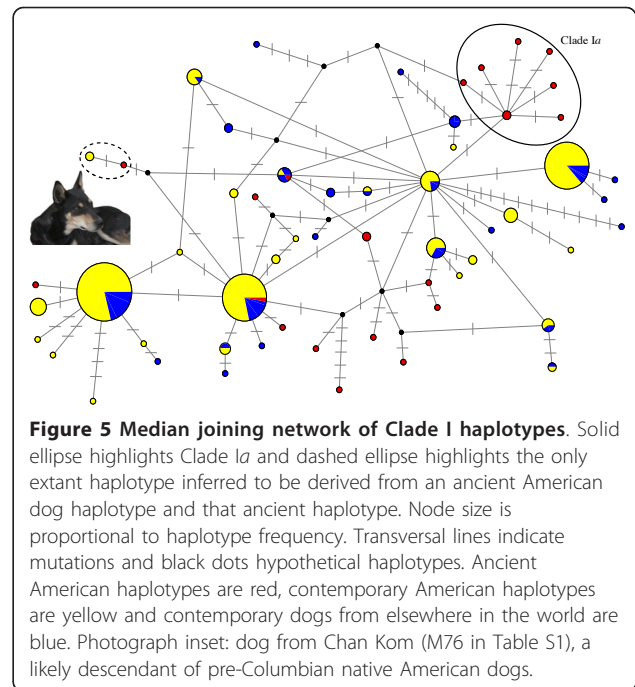 Clade Ia
Figure 5 Median joining network of Clade I haplotypes. Solid
ellipse highlights Clade Ia and dashed ellipse highlights the only
extant haplotype inferred to be derived from an ancient American
dog haplotype and that ancient haplotype. Node size is
proportional to haplotype frequency. Transversal lines indicate
mutations and black dots hypothetical haplotypes. Ancient
American haplotypes are red, contemporary American haplotypes
are yellow and contemporary dogs from elsewhere in the world are
blue. Photograph inset: dog from Chan Kom (M76 in Table S1), a
likely descendant of pre-Columbian native American dogs.